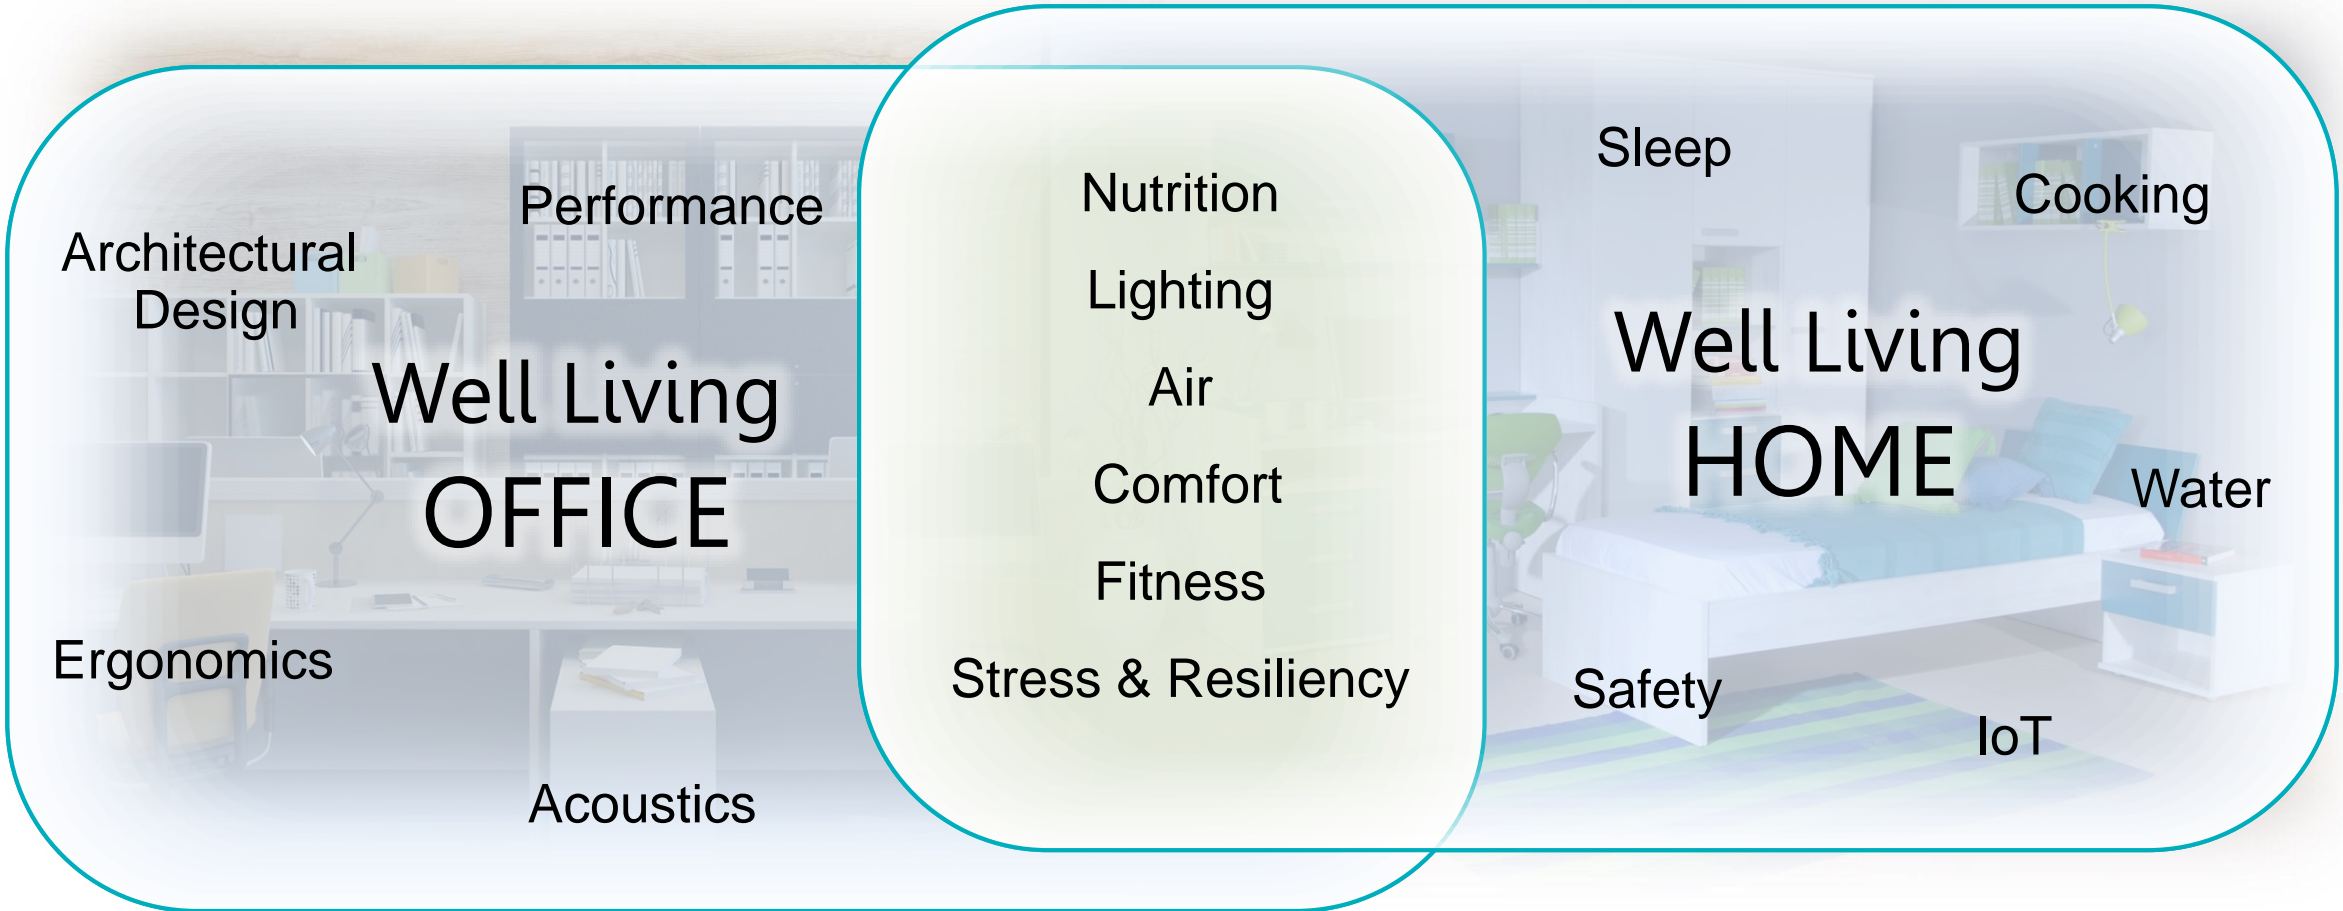 Architectural
Design
Performance
Well Living
OFFICE
Ergonomics
Acoustics
Nutrition
Lighting
Air
Comfort
Fitness
Stress & Resiliency
Sleep
Cooking
Well Living
HOME
Water
Safety
IoT